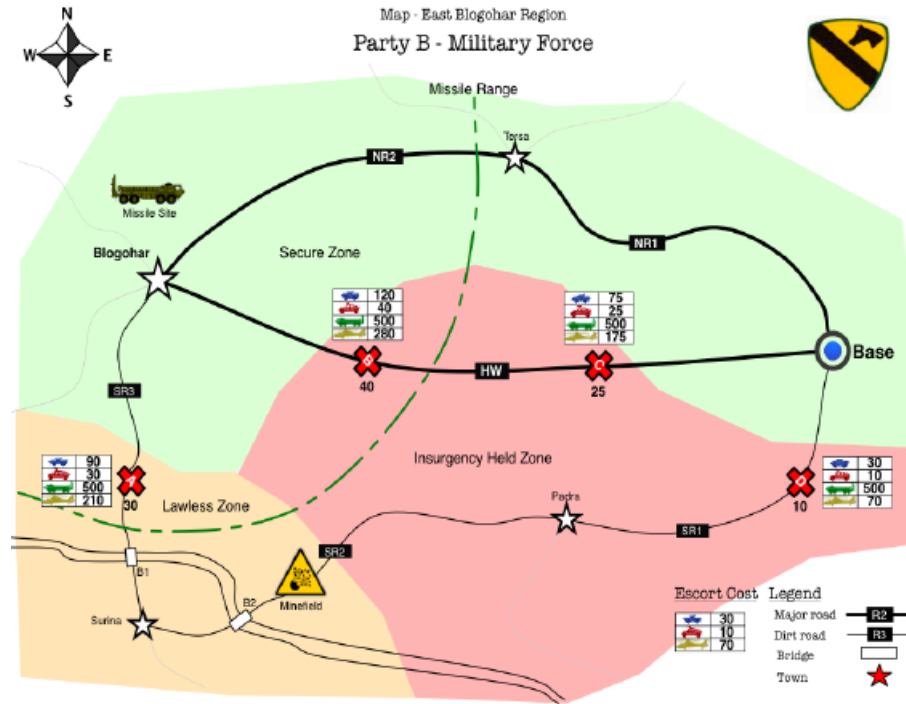 Map - East Blogohar Region
Party B - Military Force
N
W E
S
Missile Range
Tersa
NR2
Missile Site
NR1
Blogohar
Secure Zone
120
40
500
280
75
25
500
175
Base
B
C
HW
40
25
SR3
Insurgency Held Zone
90
30
500
210
A
30
Lawless Zone
30
10
500
70
D
10
Padra
SR1
SR2
B1
Minefield
B2
Surina
Escort Cost
30
10
70
Legend
Major road R2
Dirt road R3
Bridge
Town